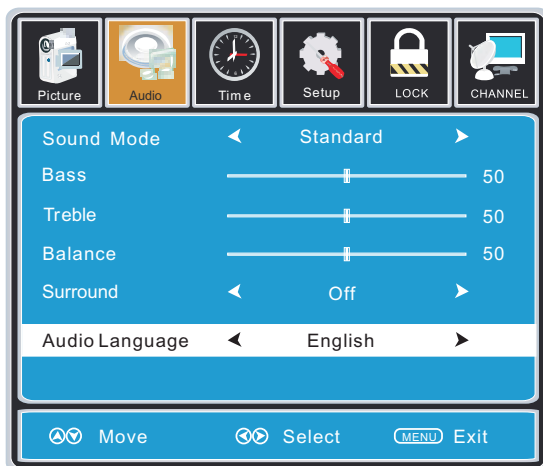 Picture Audio Time Setup LOCK CHANNEL
Sound Mode Standard
Bass 50
Treble 50
Balance 50
Surround Off
Audio Language English
Move Select MENU Exit